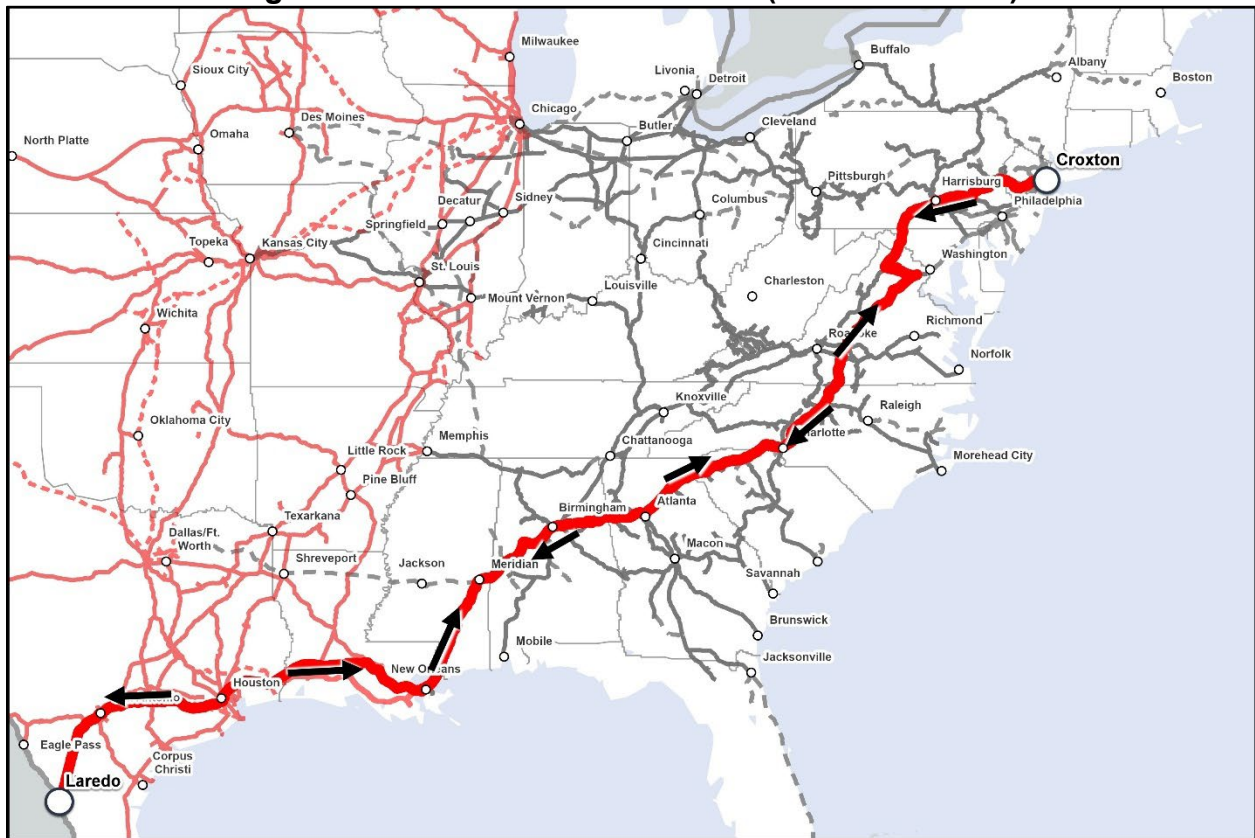 Milwaukee
Buffalo
Albany
Sioux City
Livonia
Detroit
Boston
Chicago
Des Moines
Butler
Cleveland
North Platte
Omaha
Croxton
Pittsburgh
Harrisburg
Decatur
Sidney
Columbus
Philadelphia
Springfield
Topeka
Kansas City
Cincinnati
Washington
St. Louis
Charleston
Mount Vernon
Louisville
Wichita
Richmond
Norfolk
Knoxville
Raleigh
Oklahoma City
Memphis
Little Rock
Chattanooga
Morehead City
Pine Bluff
Atlanta
Birmingham
Texarkana
Dallas/Ft.
Worth
Macon
Shreveport
Jackson
Meridian
Savannah
Brunswick
Mobile
Jacksonville
New Orleans
Houston
Eagle Pass
Corpus
Christi
Laredo